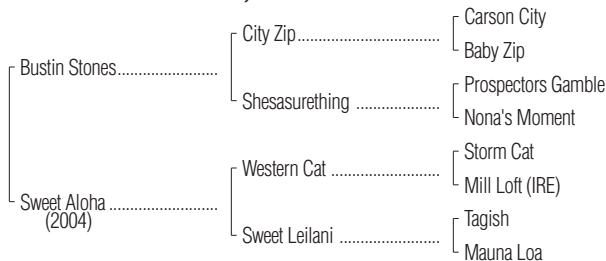 Carson City
City Zip
Baby Zip
Bustin Stones
Prospectors Gamble
Shesasurething
Nona's Moment
Storm Cat
Western Cat
Mill Loft (IRE)
Sweet Aloha
(2004)
Tagish
Sweet Leilani
Mauna Loa